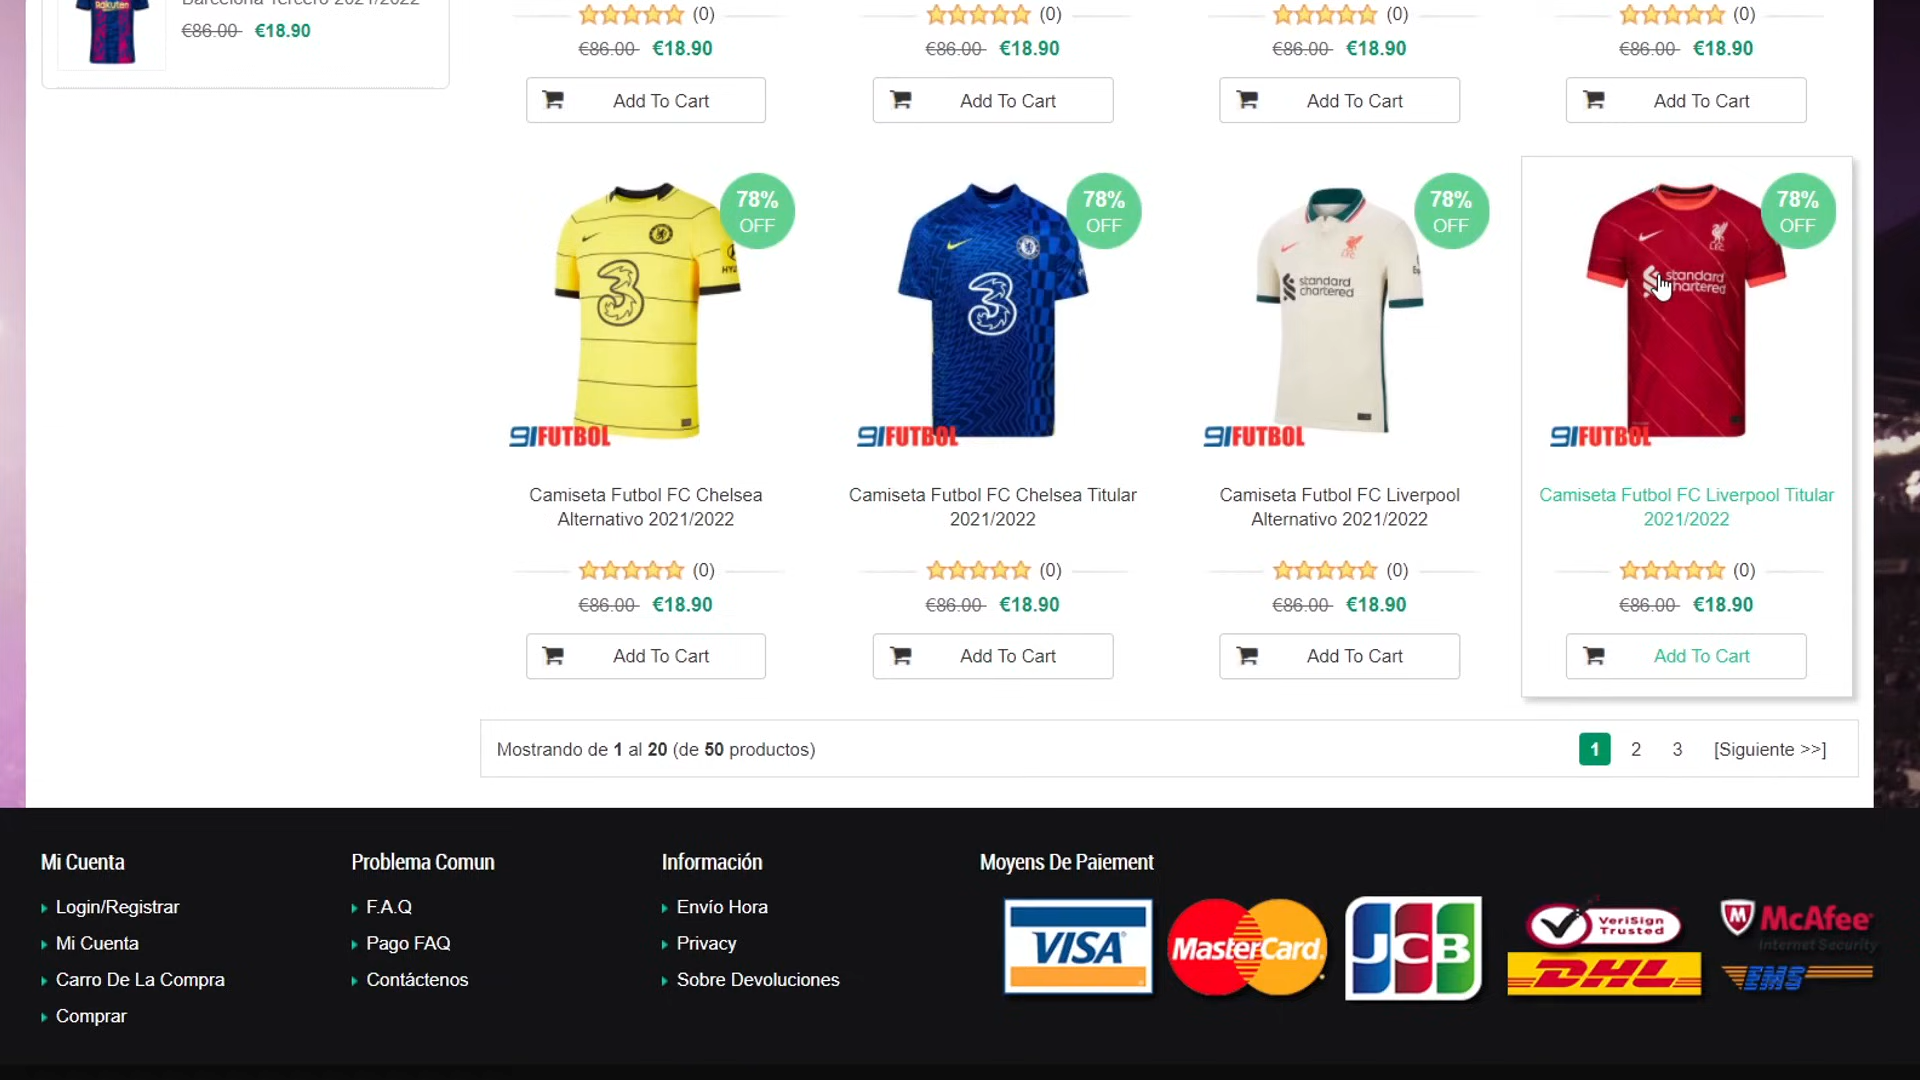 Rakuten
Barcelona Tercero 2021/2022
€86.00 €18.90
(0) (0) (0) (0)
€86.00 €18.90 €86.00 €18.90 €86.00 €18.90 €86.00 €18.90
Add To Cart Add To Cart Add To Cart Add To Cart
78% 78% 78% 78%
OFF OFF OFF OFF
3 3 standard chartered standard chartered
91FUTBOL 91FUTBOL 91FUTBOL 91FUTBOL
Camiseta Futbol FC Chelsea
Alternativo 2021/2022
Camiseta Futbol FC Chelsea Titular
2021/2022
Camiseta Futbol FC Liverpool
Alternativo 2021/2022
Camiseta Futbol FC Liverpool Titular
2021/2022
(0) (0) (0) (0)
€86.00 €18.90 €86.00 €18.90 €86.00 €18.90 €86.00 €18.90
Add To Cart Add To Cart Add To Cart Add To Cart
Mostrando de 1 al 20 (de 50 productos)
1 2 3 [Siguiente >>]
Mi Cuenta
Login/Registrar
Mi Cuenta
Carro De La Compra
Comprar
Problema Comun
F.A.Q
Pago FAQ
Contáctenos
Información
Envío Hora
Privacy
Sobre Devoluciones
Moyens De Paiement
VISA
MasterCard
JCB
VeriSign
Trusted
DHL
McAfee
Internet Security
EMS